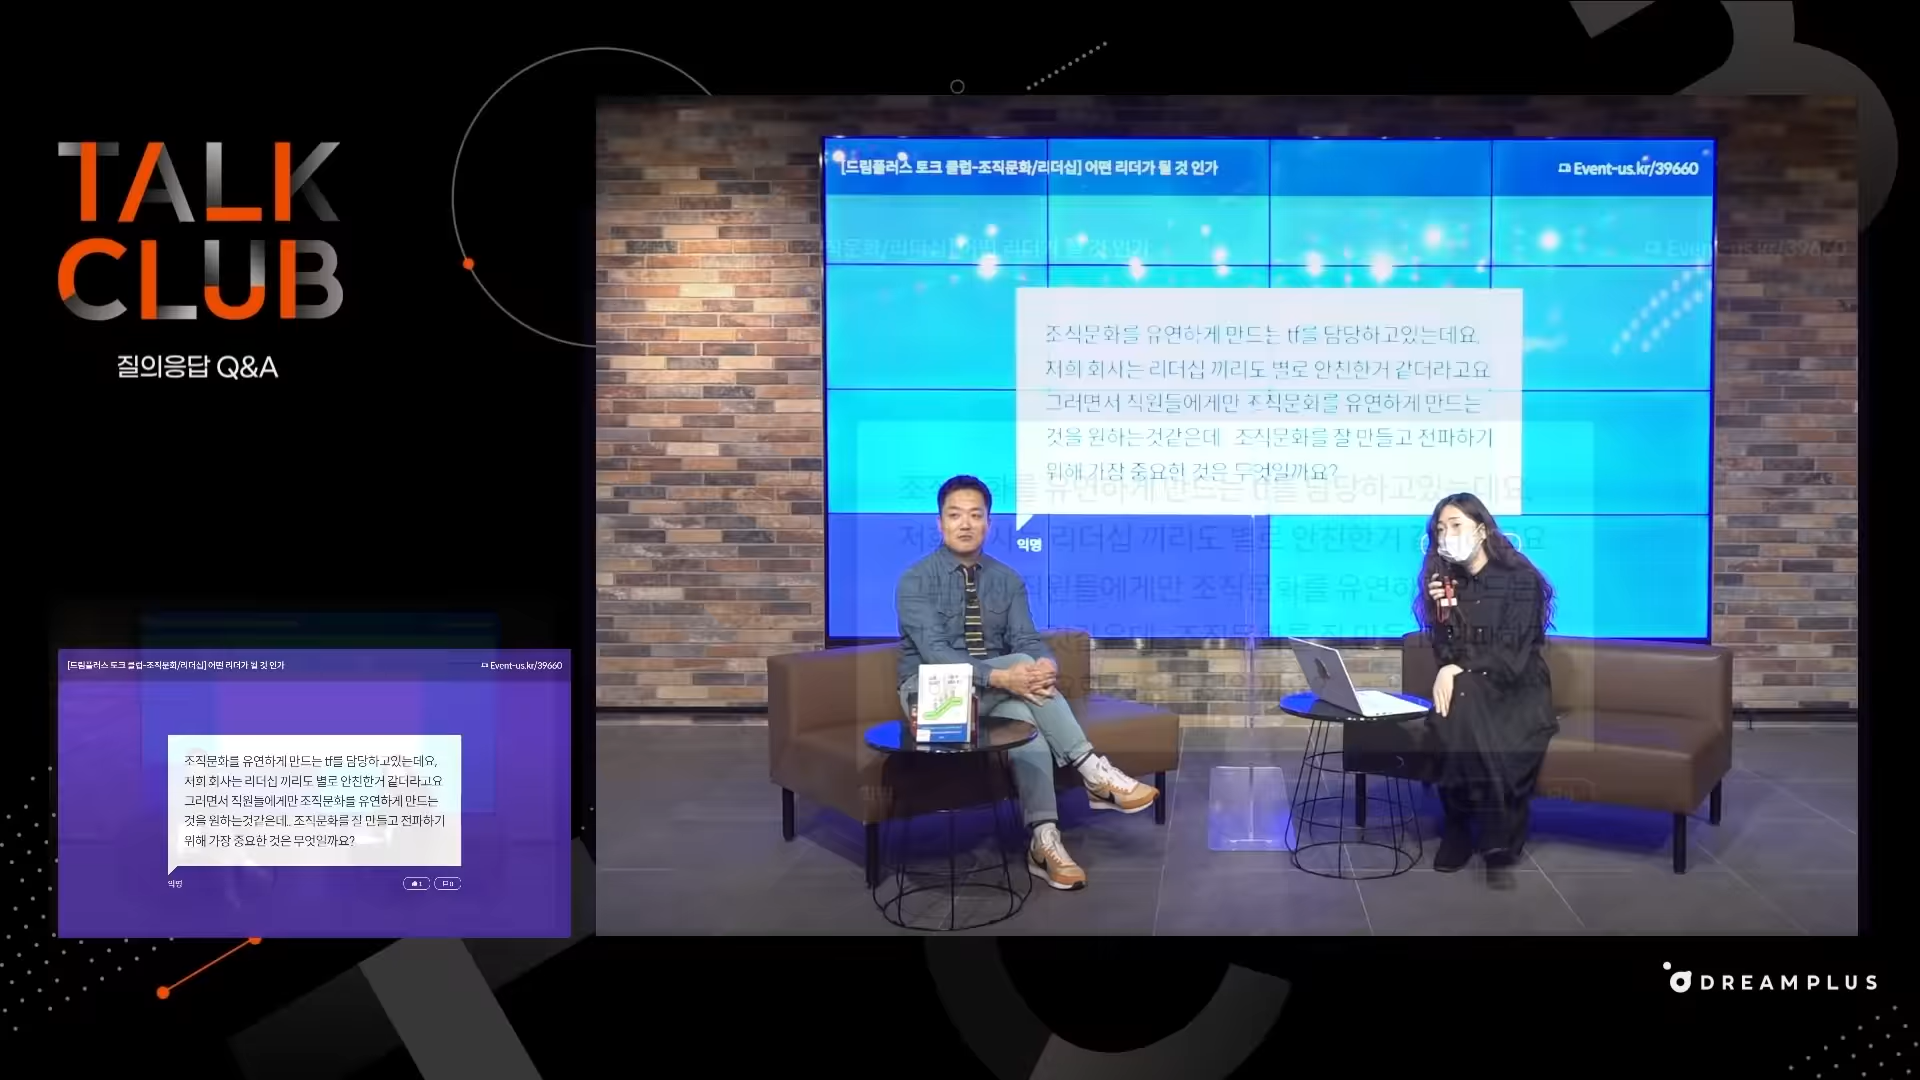 TALK
CLUB
질의응답 Q&A
[드림플러스 토크 클럽-조직문화/리더십] 어떤 리더가 될 것 인가
Event-us.kr/39660
조직문화를 유연하게 만드는 tf를 담당하고있는데요,
저희 회사는 리더십 끼리도 별로 안친한거 같더라고요
그러면서 직원들에게만 조직문화를 유연하게 만드는
것을 원하는것같은데.. 조직문화를 잘 만들고 전파하기
위해 가장 중요한 것은 무엇일까요?
익명
[드림플러스 토크 클럽-조직문화/리더십] 어떤 리더가 될 것 인가
Event-us.kr/39660
조직문화를 유연하게 만드는 tf를 담당하고있는데요,
저희 회사는 리더십 끼리도 별로 안친한거 같더라고요
그러면서 직원들에게만 조직문화를 유연하게 만드는
것을 원하는것같은데.. 조직문화를 잘 만들고 전파하기
위해 가장 중요한 것은 무엇일까요?
익명
1
0
DREAMPLUS